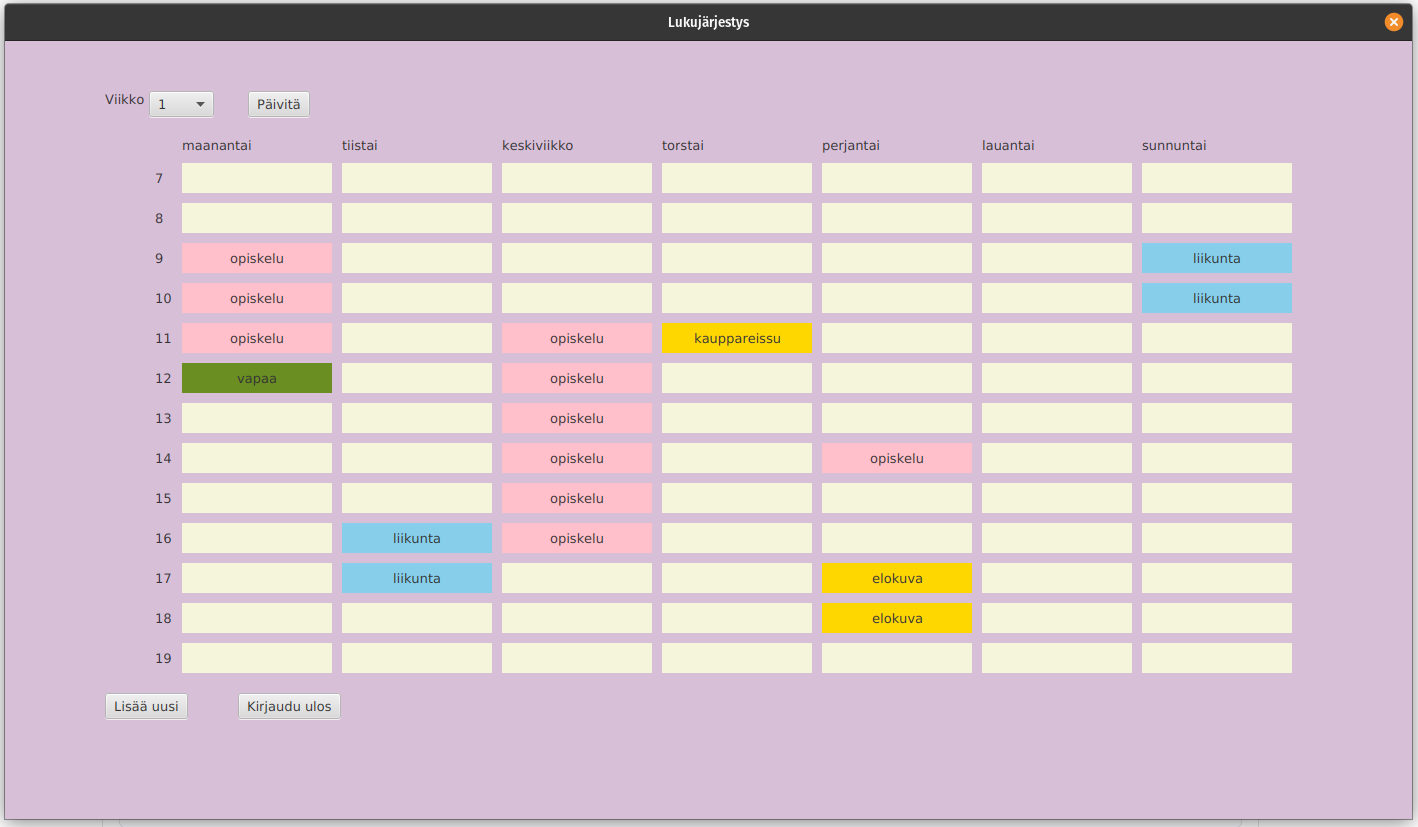 Lukujärjestys
Viikko 1 Päivitä
maanantai tiistai keskiviikko torstai perjantai lauantai sunnuntai
7
8
9 opiskelu liikunta
10 opiskelu liikunta
11 opiskelu opiskelu kauppareissu
12 vapaa opiskelu
13 opiskelu
14 opiskelu opiskelu
15 opiskelu
16 liikunta opiskelu
17 liikunta elokuva
18 elokuva
19
Lisää uusi Kirjaudu ulos